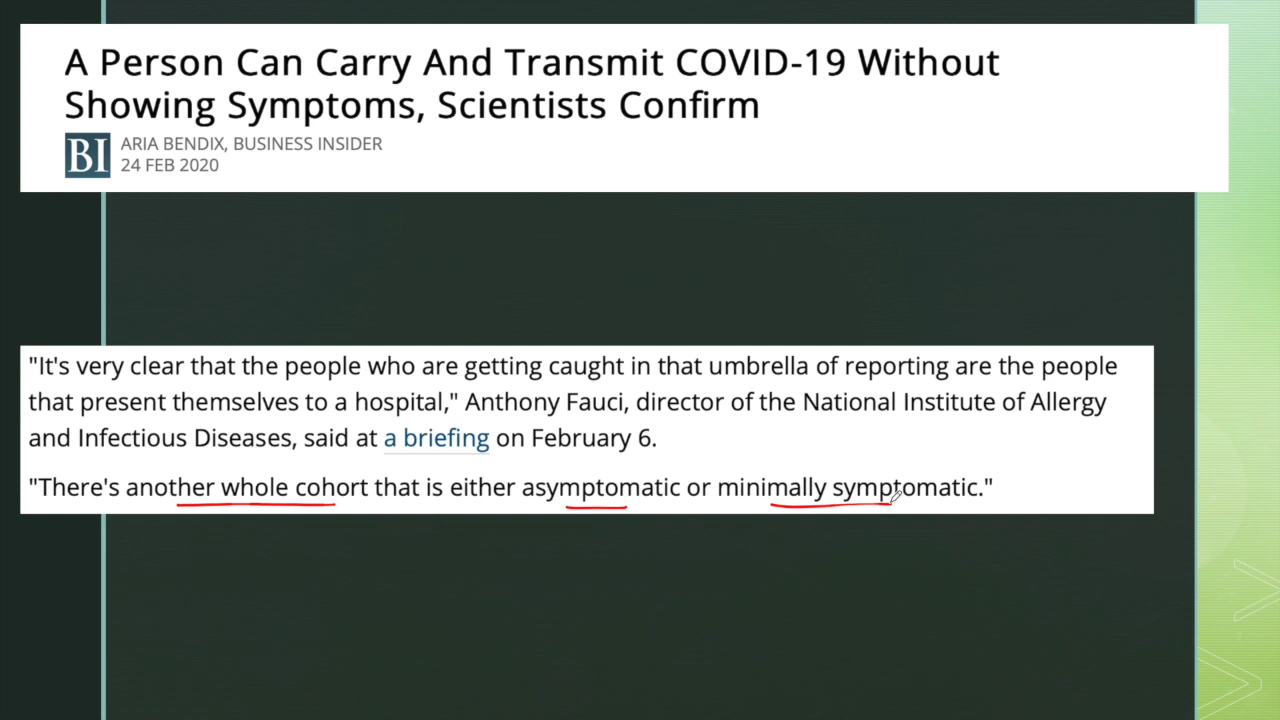 A Person Can Carry And Transmit COVID-19 Without
Showing Symptoms, Scientists Confirm
BI
ARIA BENDIX, BUSINESS INSIDER
24 FEB 2020
"It's very clear that the people who are getting caught in that umbrella of reporting are the people
that present themselves to a hospital," Anthony Fauci, director of the National Institute of Allergy
and Infectious Diseases, said at a briefing on February 6.
"There's another whole cohort that is either asymptomatic or minimally symptomatic."